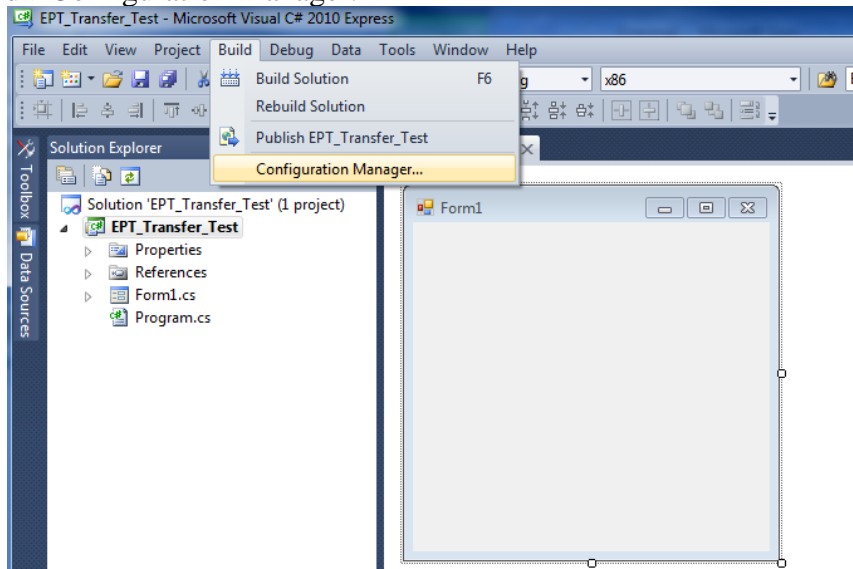 Configuration Manager.
EPT_Transfer_Test - Microsoft Visual C# 2010 Express
File Edit View Project Build Debug Data Tools Window Help
Build Solution F6
x86
Rebuild Solution
Publish EPT_Transfer_Test
Configuration Manager...
Solution Explorer
Toolbox
Data Sources
Solution 'EPT_Transfer_Test' (1 project)
EPT_Transfer_Test
Properties
References
Form1.cs
Program.cs
Form1